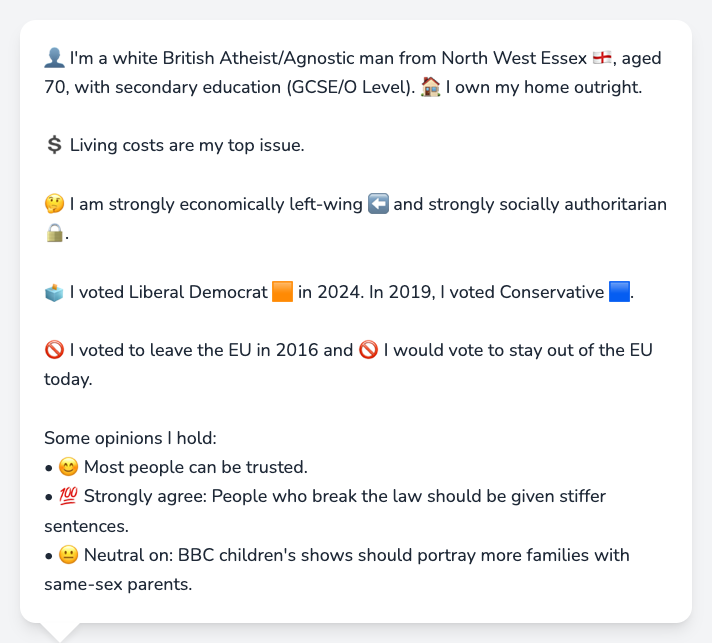 👤 I'm a white British Atheist/Agnostic man from North West Essex 🏴󠁧󠁢󠁥󠁮󠁧󠁿, aged
70, with secondary education (GCSE/O Level). 🏠 I own my home outright.
💲 Living costs are my top issue.
🤔 I am strongly economically left-wing ⬅️ and strongly socially authoritarian
🔒.
🗳️ I voted Liberal Democrat 🟧 in 2024. In 2019, I voted Conservative 🟦.
🚫 I voted to leave the EU in 2016 and 🚫 I would vote to stay out of the EU
today.
Some opinions I hold:
• 😊 Most people can be trusted.
• 💯 Strongly agree: People who break the law should be given stiffer
sentences.
• 😐 Neutral on: BBC children's shows should portray more families with
same-sex parents.